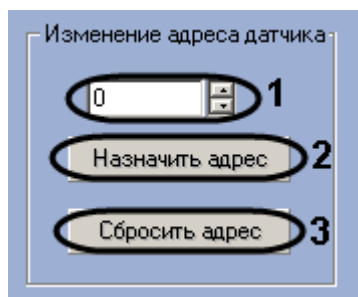 Изменение адреса датчика
0 1
Назначить адрес 2
Сбросить адрес 3